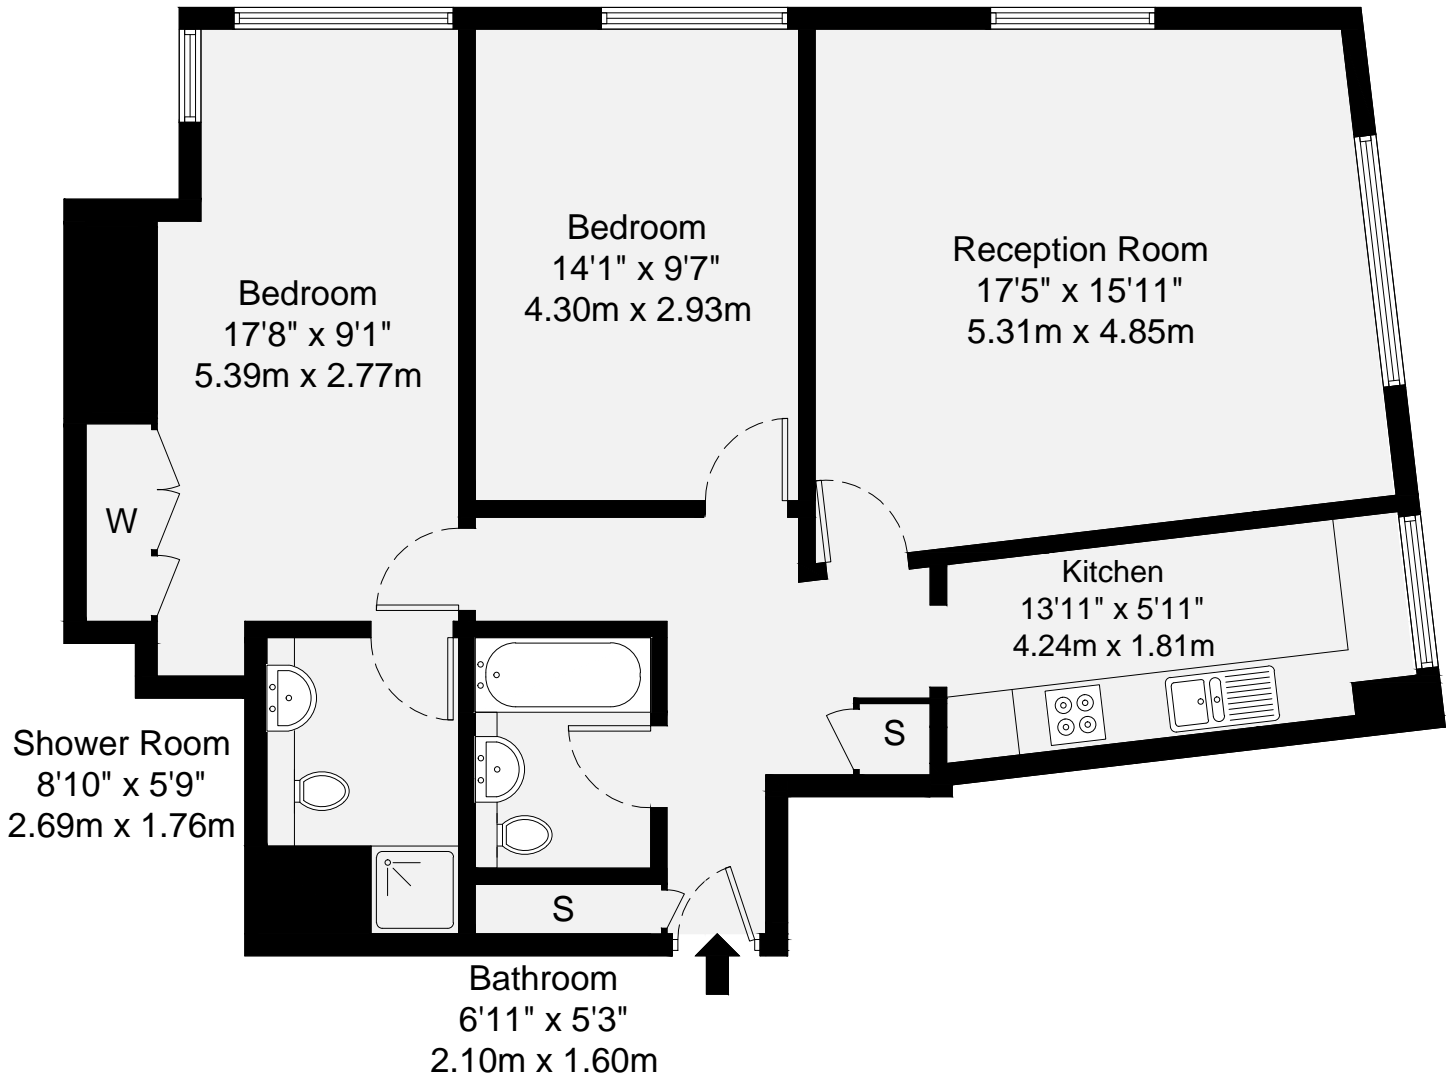 Bedroom
17'8" x 9'1"
5.39m x 2.77m
Bedroom
14'1" x 9'7"
4.30m x 2.93m
Reception Room
17'5" x 15'11"
5.31m x 4.85m
W
Kitchen
13'11" x 5'11"
4.24m x 1.81m
S
Shower Room
8'10" x 5'9"
2.69m x 1.76m
S
Bathroom
6'11" x 5'3"
2.10m x 1.60m